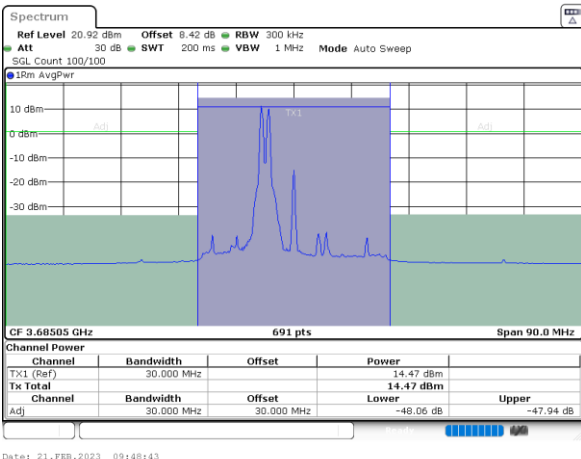 Spectrum
Ref Level 20.92 dBm Offset 8.42 dB RBW 300 kHz
Att 30 dB SWT 200 ms VBW 1 MHz Mode Auto Sweep
SGL Count 100/100
1Rm AvgPwr
10 dBm
TX1
Adj
Adj
0 dBm
-10 dBm
-20 dBm
-30 dBm
CF 3.68505 GHz 691 pts Span 90.0 MHz
Channel Power
Channel Bandwidth Offset Power
TX1 (Ref) 30.000 MHz 14.47 dBm
Tx Total 14.47 dBm
Channel Bandwidth Offset Lower Upper
Adj 30.000 MHz 30.000 MHz -48.06 dB -47.94 dB
Date: 21.FEB.2023 09:48:43